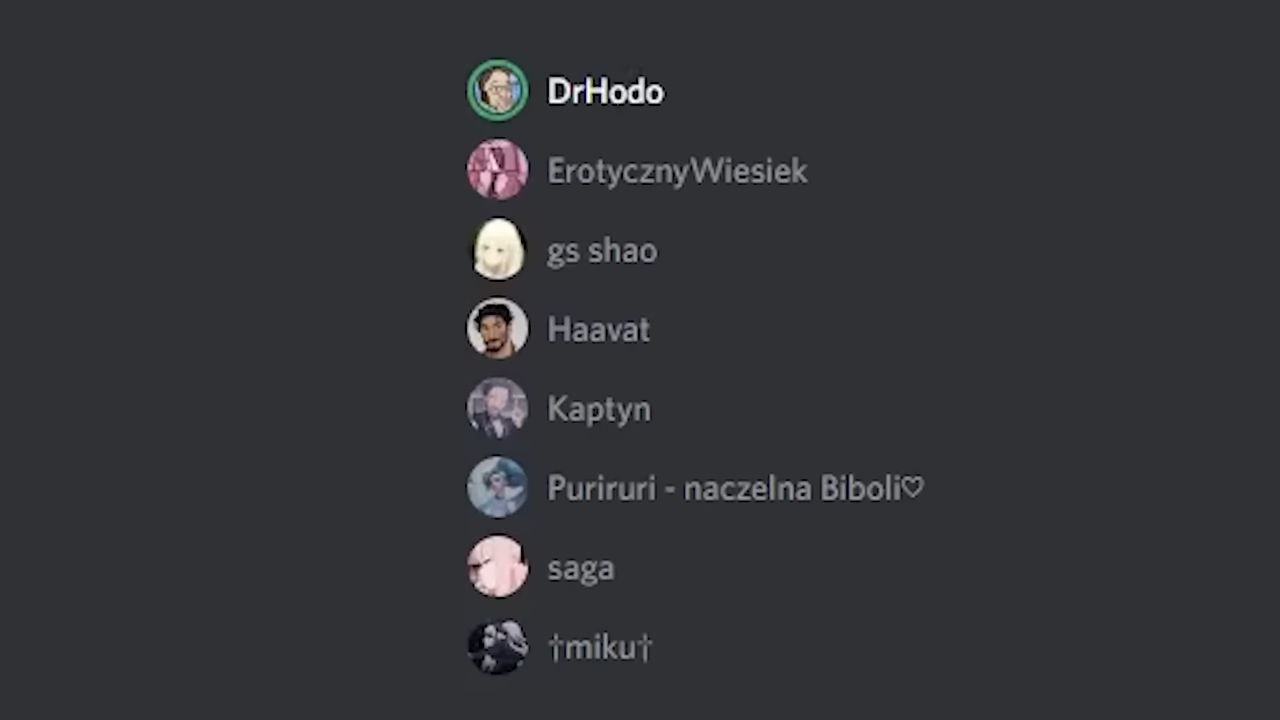 DrHodo
ErotycznyWiesiek
gs shao
Haavat
Kaptyn
Puriruri - naczelna Biboli♡
saga
†miku†